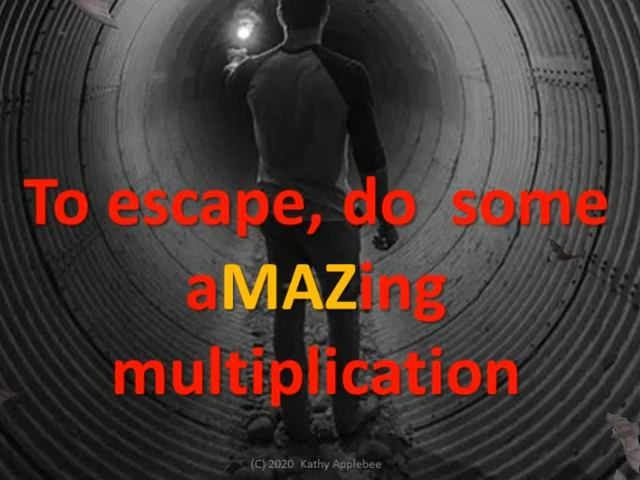 To escape, do  some
aMAZing
multiplication
(C) 2020  Kathy Applebee